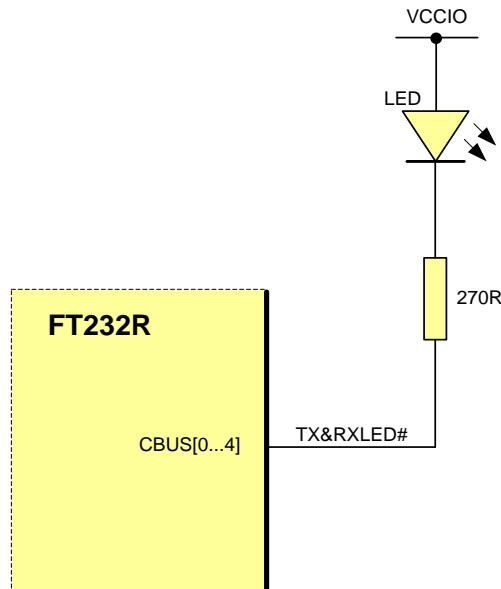 VCCIO
LED
270R
FT232R
CBUS[0...4]
TX&RXLED#